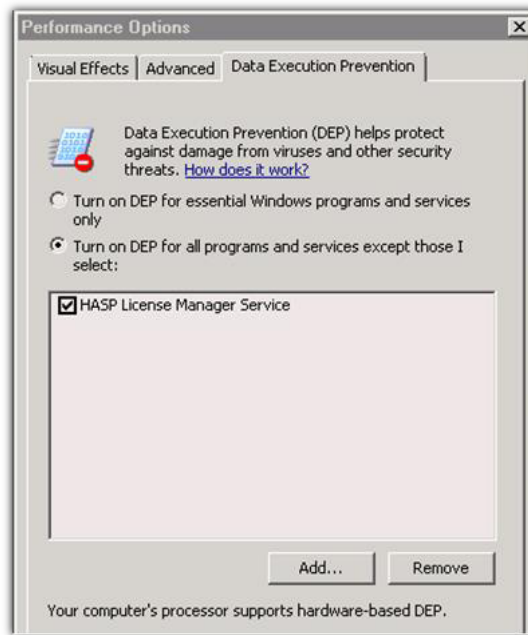 Performance Options
Visual Effects
Advanced
Data Execution Prevention
Data Execution Prevention (DEP) helps protect
against damage from viruses and other security
threats. How does it work?
Turn on DEP for essential Windows programs and services
only
Turn on DEP for all programs and services except those I
select:
HASP License Manager Service
Add...
Remove
Your computer's processor supports hardware-based DEP.